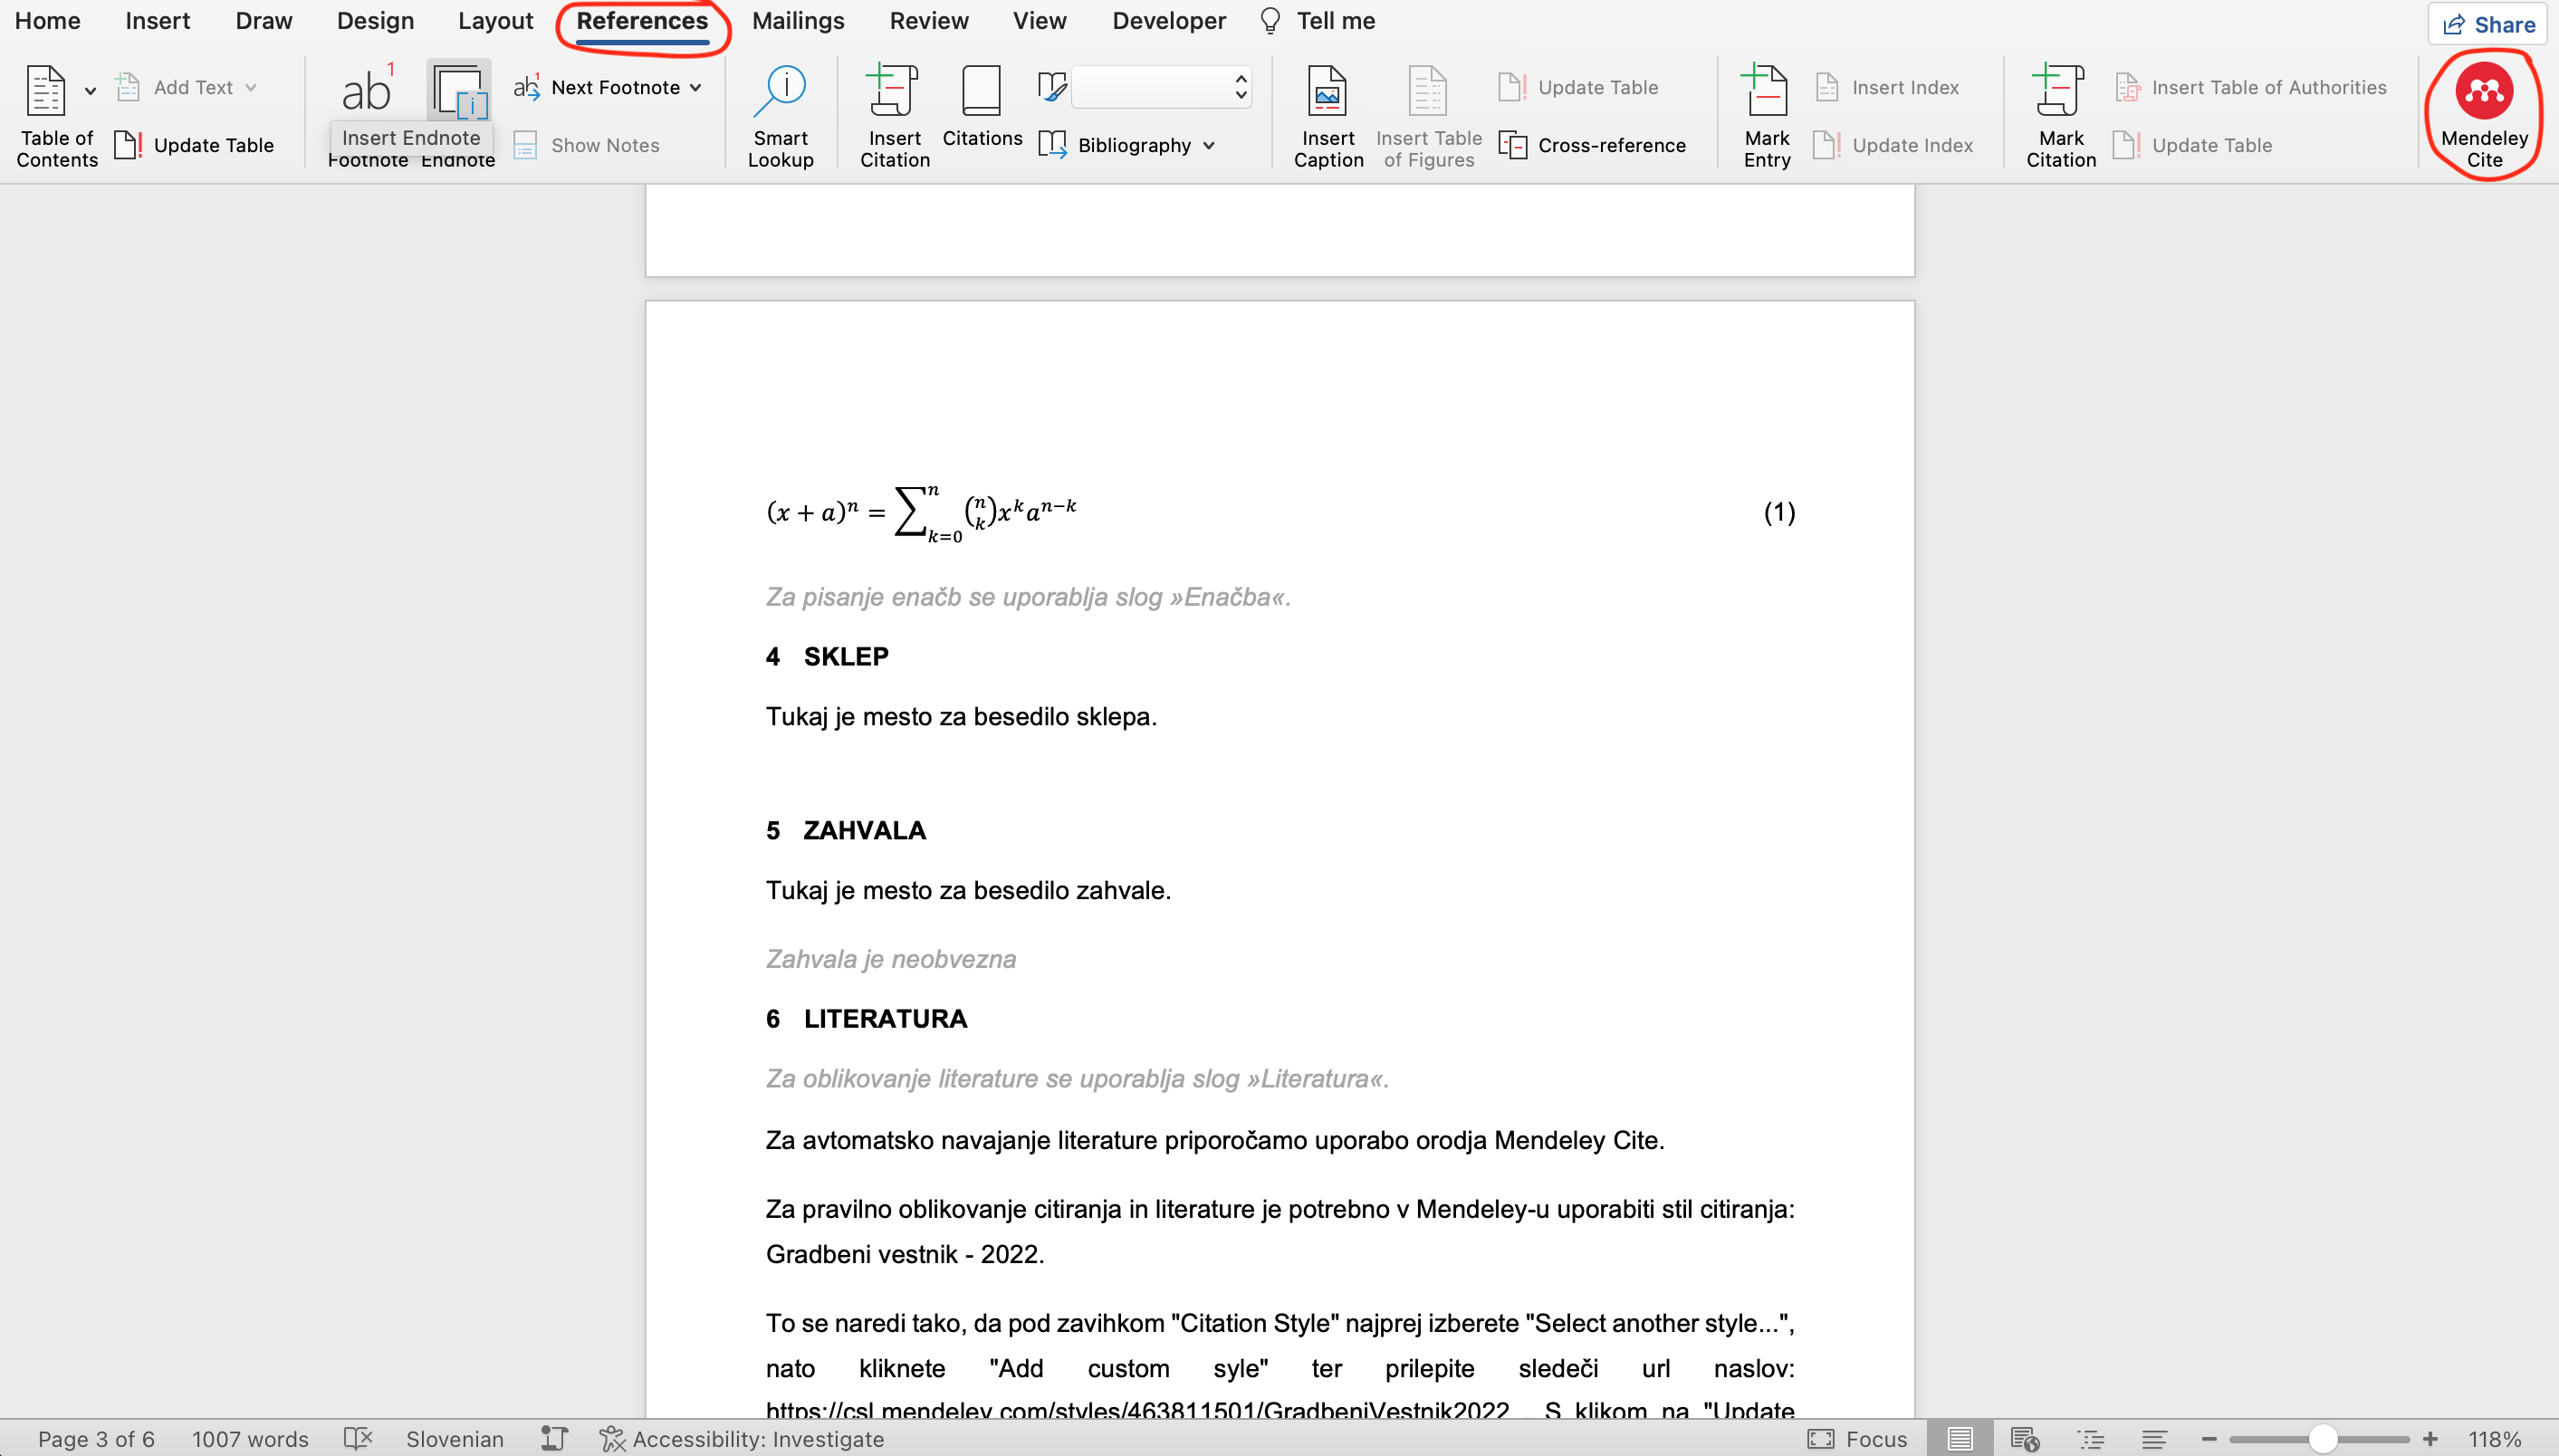 Home Insert Draw Design Layout References Mailings Review View Developer Tell me Share
Table of Contents
Add Text
Update Table
ab1
Insert Endnote
Footnote Endnote
ab1 Next Footnote
Show Notes
Smart Lookup
Insert Citation
Citations
Bibliography
Insert Caption
Insert Table of Figures
Update Table
Cross-reference
Mark Entry
Insert Index
Update Index
Mark Citation
Insert Table of Authorities
Update Table
Mendeley Cite
(x + a)^n = ∑_{k=0}^{n} (n k) x^k a^{n−k} (1)
Za pisanje enačb se uporablja slog »Enačba«.
4 SKLEP
Tukaj je mesto za besedilo sklepa.
5 ZAHVALA
Tukaj je mesto za besedilo zahvale.
Zahvala je neobvezna
6 LITERATURA
Za oblikovanje literature se uporablja slog »Literatura«.
Za avtomatsko navajanje literature priporočamo uporabo orodja Mendeley Cite.
Za pravilno oblikovanje citiranja in literature je potrebno v Mendeley-u uporabiti stil citiranja:
Gradbeni vestnik - 2022.
To se naredi tako, da pod zavihkom "Citation Style" najprej izberete "Select another style...",
nato kliknete "Add custom syle" ter prilepite sledeči url naslov:
https://csl.mendeley.com/styles/463811501/GradbeniVestnik2022 . S klikom na "Update
Page 3 of 6 1007 words Slovenian Accessibility: Investigate Focus 118%